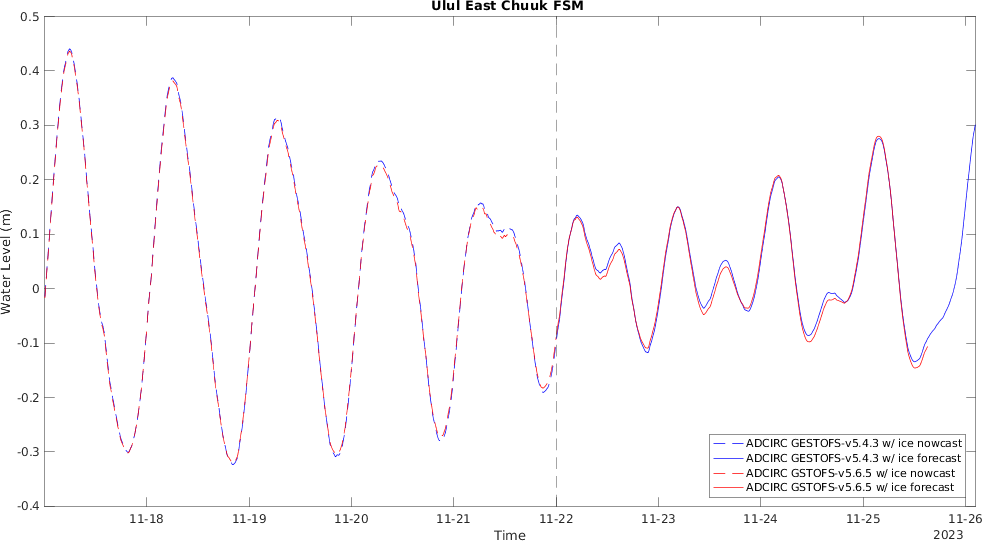 Ulul East Chuuk FSM
0.5
0.4
0.3
0.2
0.1
0
-0.1
-0.2
-0.3
-0.4
Water Level (m)
ADCIRC GESTOFS-v5.4.3 w/ ice nowcast
ADCIRC GESTOFS-v5.4.3 w/ ice forecast
ADCIRC GSTOFS-v5.6.5 w/ ice nowcast
ADCIRC GSTOFS-v5.6.5 w/ ice forecast
11-18 11-19 11-20 11-21 11-22 11-23 11-24 11-25 11-26
Time
2023